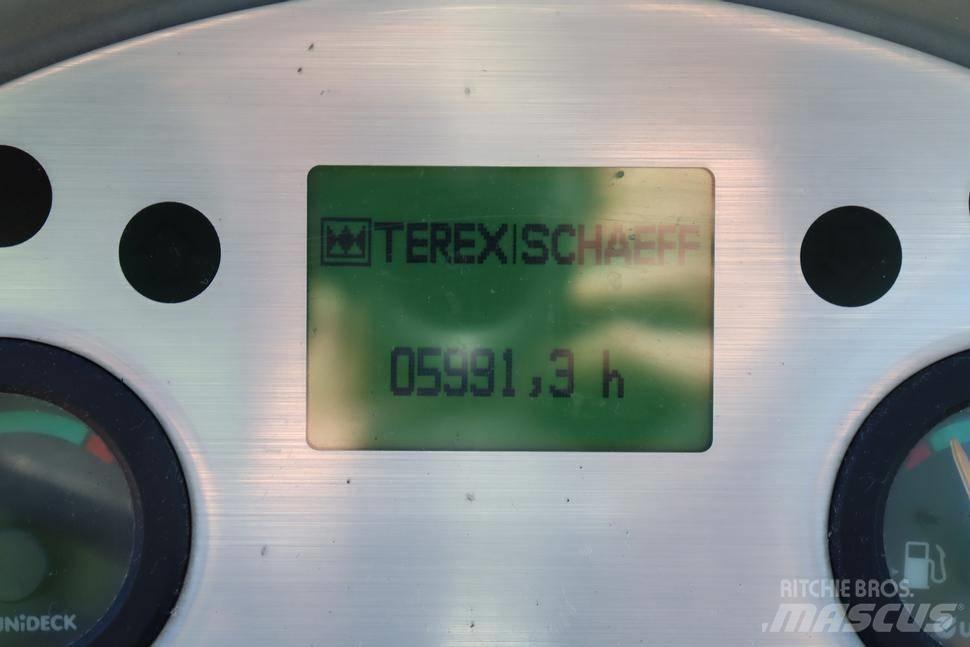 TEREX|SCHAEFF
05991,3 h
UNiDECK
RITCHIE BROS.
MASCUS